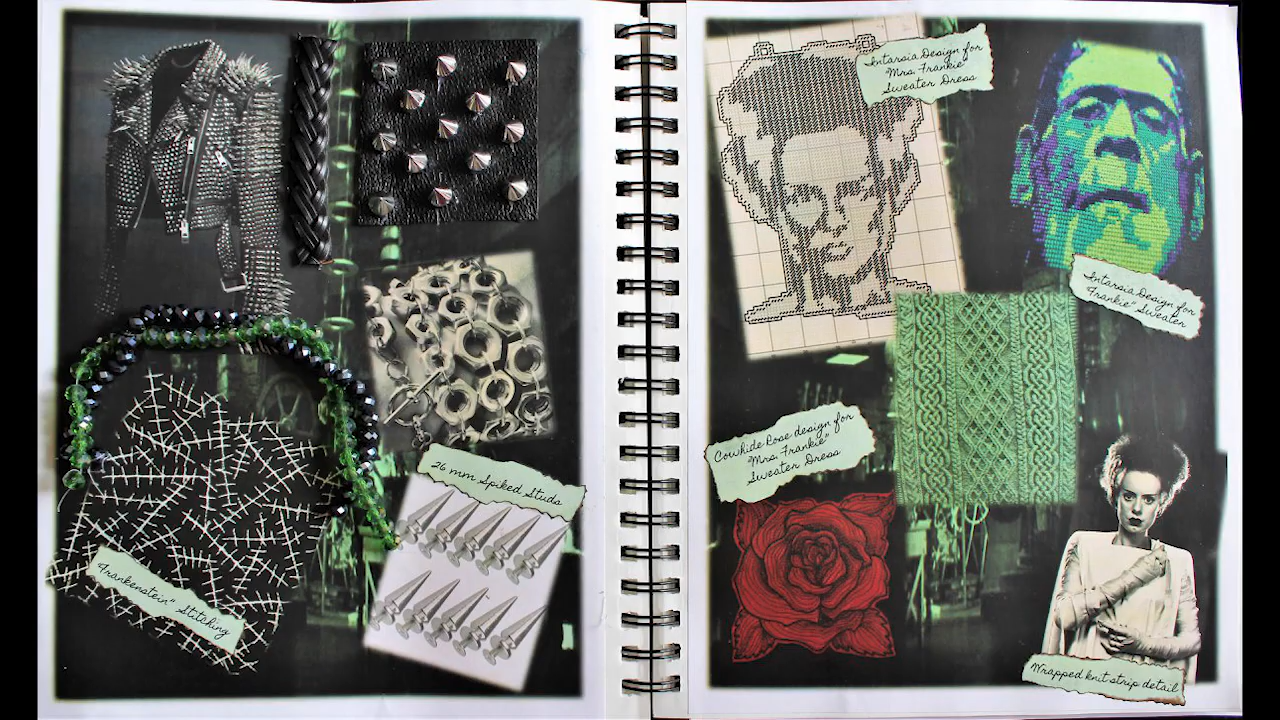 26 mm Spiked Studs
"Frankenstein" Stitching
Intarsia Design for
"Mrs. Frankie"
Sweater Dress
Intarsia Design for
"Frankie" Sweater
Cowhide Rose design for
"Mrs. Frankie"
Sweater Dress
Wrapped knit strip detail